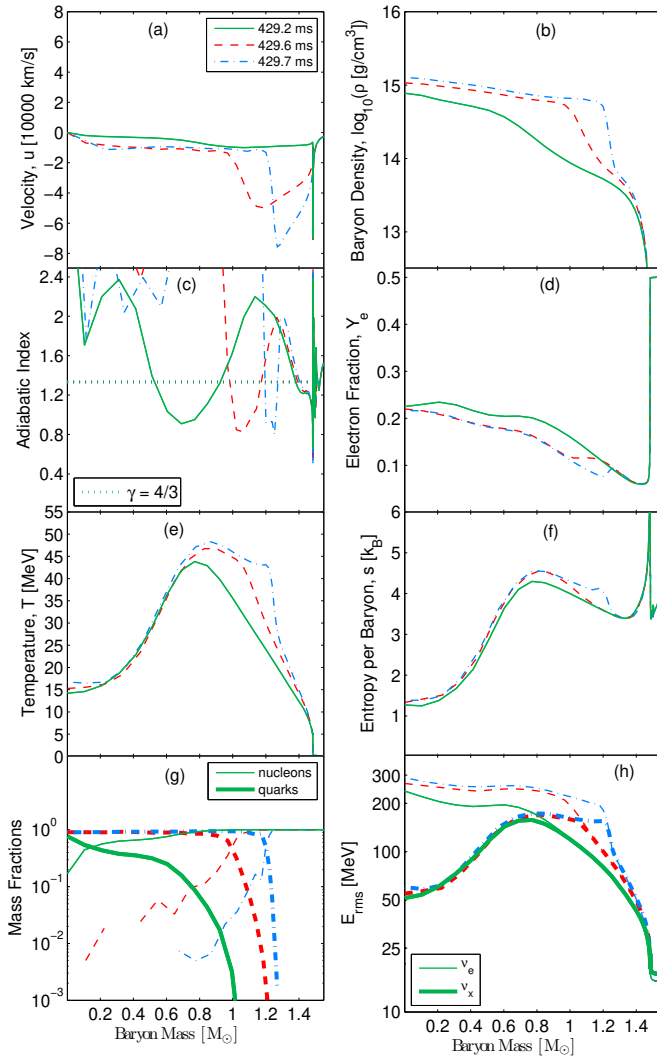 (a)
429.2 ms
429.6 ms
429.7 ms
Velocity, u [10000 km/s]
8
6
4
2
0
−2
−4
−6
−8
(b)
Baryon Density, log10(ρ [g/cm3])
16
15
14
13
(c)
Adiabatic Index
2.4
2
1.6
1.2
0.8
0.4
γ = 4/3
(d)
Electron Fraction, Ye
0.5
0.4
0.3
0.2
0.1
(e)
Temperature, T [MeV]
55
50
45
40
35
30
25
20
15
10
5
0
(f)
Entropy per Baryon, s [kB]
6
5
4
3
2
1
(g)
nucleons
quarks
Mass Fractions
10^0
10^−1
10^−2
10^−3
0.2 0.4 0.6 0.8 1 1.2 1.4
Baryon Mass [M⊙]
(h)
Erms [MeV]
300
200
100
50
25
10
νe
νx
0 0.2 0.4 0.6 0.8 1 1.2 1.4
Baryon Mass [M⊙]